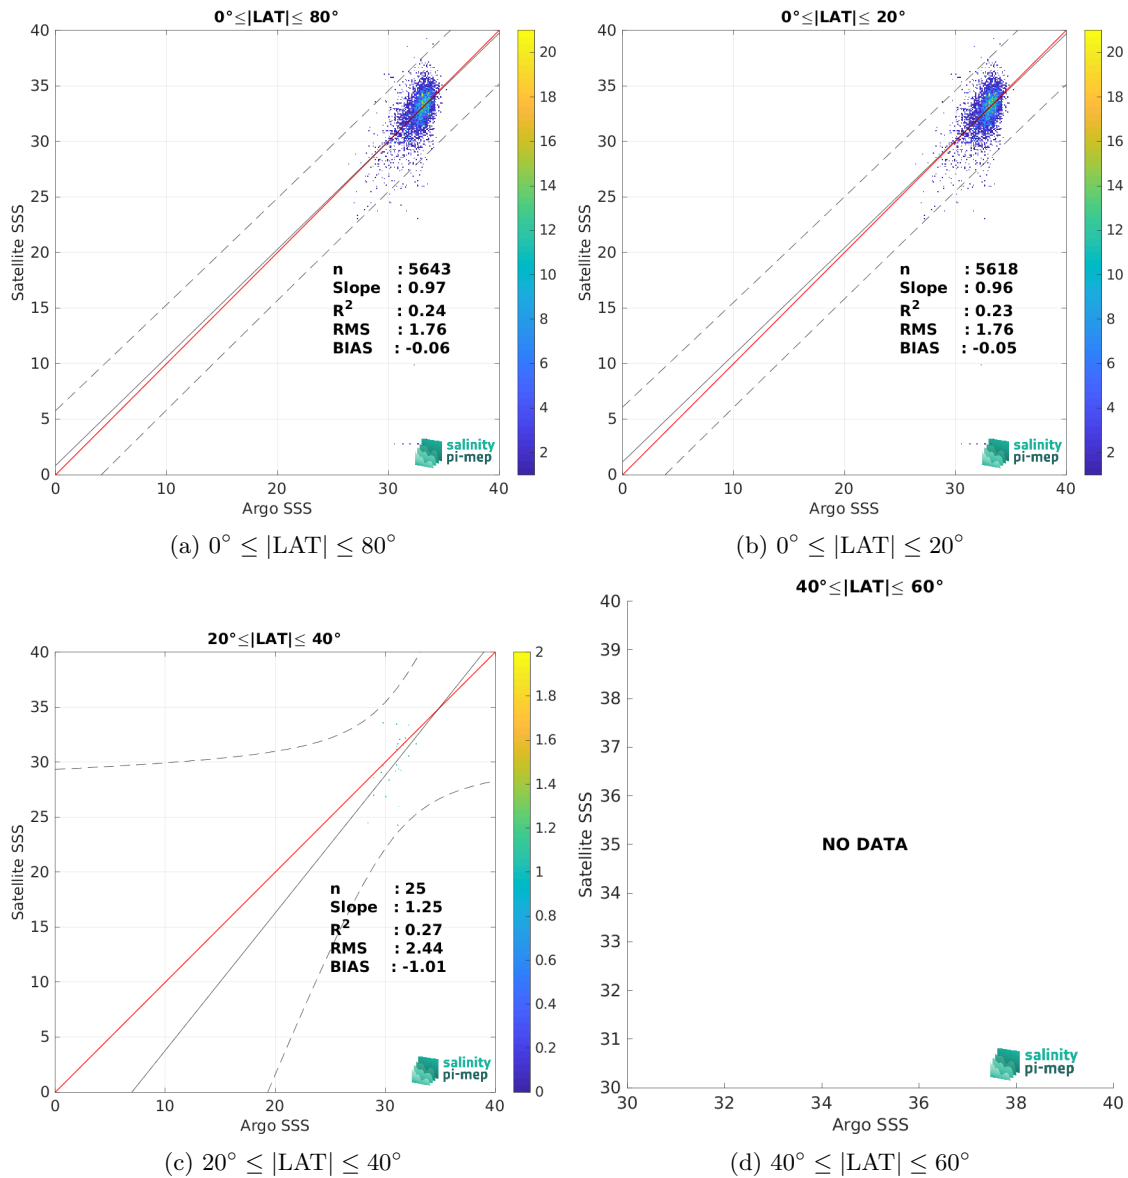 0°≤|LAT|≤ 80°
40
35
30
25
20
15
10
5
0
Satellite SSS
0 10 20 30 40
Argo SSS
n : 5643
Slope : 0.97
R² : 0.24
RMS : 1.76
BIAS : -0.06
salinity
pi-mep
20
18
16
14
12
10
8
6
4
2
(a) 0° ≤ |LAT| ≤ 80°
0°≤|LAT|≤ 20°
40
35
30
25
20
15
10
5
0
Satellite SSS
0 10 20 30 40
Argo SSS
n : 5618
Slope : 0.96
R² : 0.23
RMS : 1.76
BIAS : -0.05
salinity
pi-mep
20
18
16
14
12
10
8
6
4
2
(b) 0° ≤ |LAT| ≤ 20°
20°≤|LAT|≤ 40°
40
35
30
25
20
15
10
5
0
Satellite SSS
0 10 20 30 40
Argo SSS
n : 25
Slope : 1.25
R² : 0.27
RMS : 2.44
BIAS : -1.01
salinity
pi-mep
2
1.8
1.6
1.4
1.2
1
0.8
0.6
0.4
0.2
0
(c) 20° ≤ |LAT| ≤ 40°
40°≤|LAT|≤ 60°
40
39
38
37
36
35
34
33
32
31
30
Satellite SSS
NO DATA
salinity
pi-mep
30 32 34 36 38 40
Argo SSS
(d) 40° ≤ |LAT| ≤ 60°